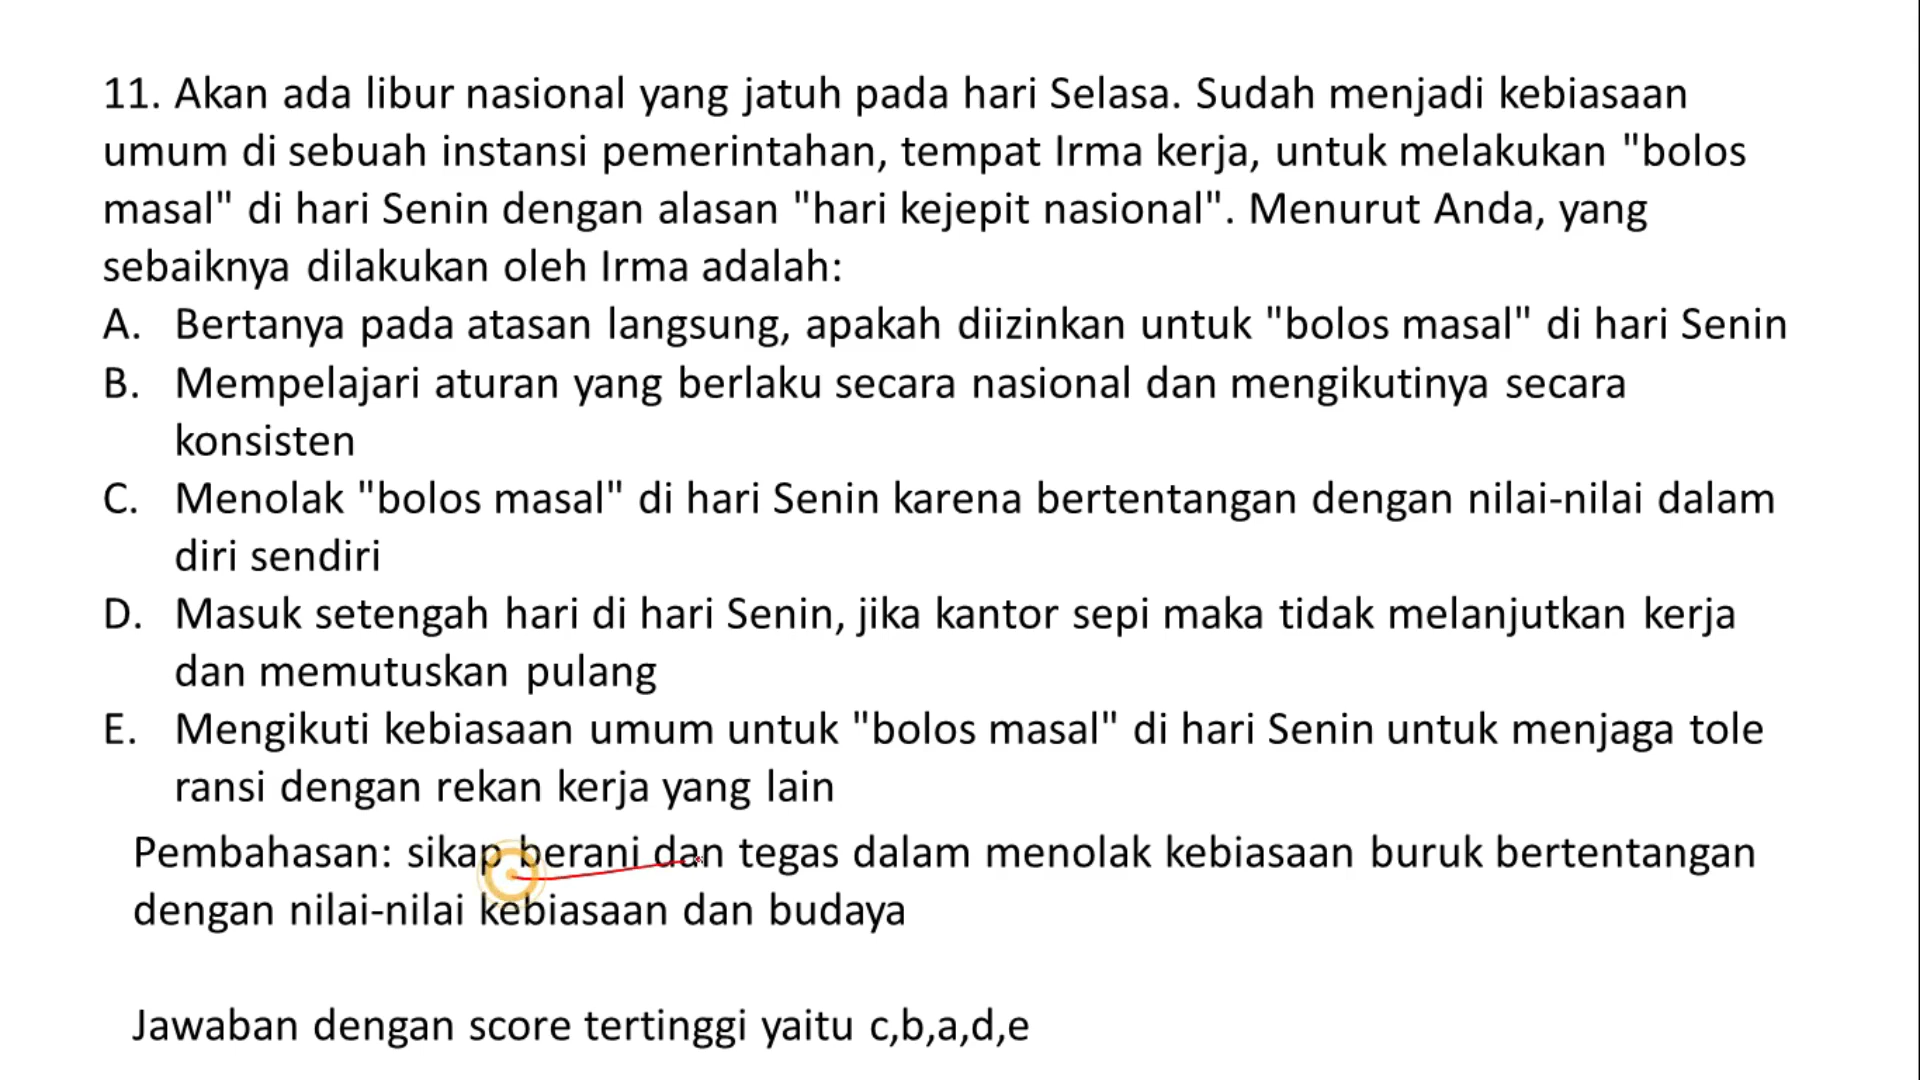 11. Akan ada libur nasional yang jatuh pada hari Selasa. Sudah menjadi kebiasaan
umum di sebuah instansi pemerintahan, tempat Irma kerja, untuk melakukan "bolos
masal" di hari Senin dengan alasan "hari kejepit nasional". Menurut Anda, yang
sebaiknya dilakukan oleh Irma adalah:
A. Bertanya pada atasan langsung, apakah diizinkan untuk "bolos masal" di hari Senin
B. Mempelajari aturan yang berlaku secara nasional dan mengikutinya secara
konsisten
C. Menolak "bolos masal" di hari Senin karena bertentangan dengan nilai-nilai dalam
diri sendiri
D. Masuk setengah hari di hari Senin, jika kantor sepi maka tidak melanjutkan kerja
dan memutuskan pulang
E. Mengikuti kebiasaan umum untuk "bolos masal" di hari Senin untuk menjaga tole
ransi dengan rekan kerja yang lain
Pembahasan: sikap berani dan tegas dalam menolak kebiasaan buruk bertentangan
dengan nilai-nilai kebiasaan dan budaya
Jawaban dengan score tertinggi yaitu c,b,a,d,e